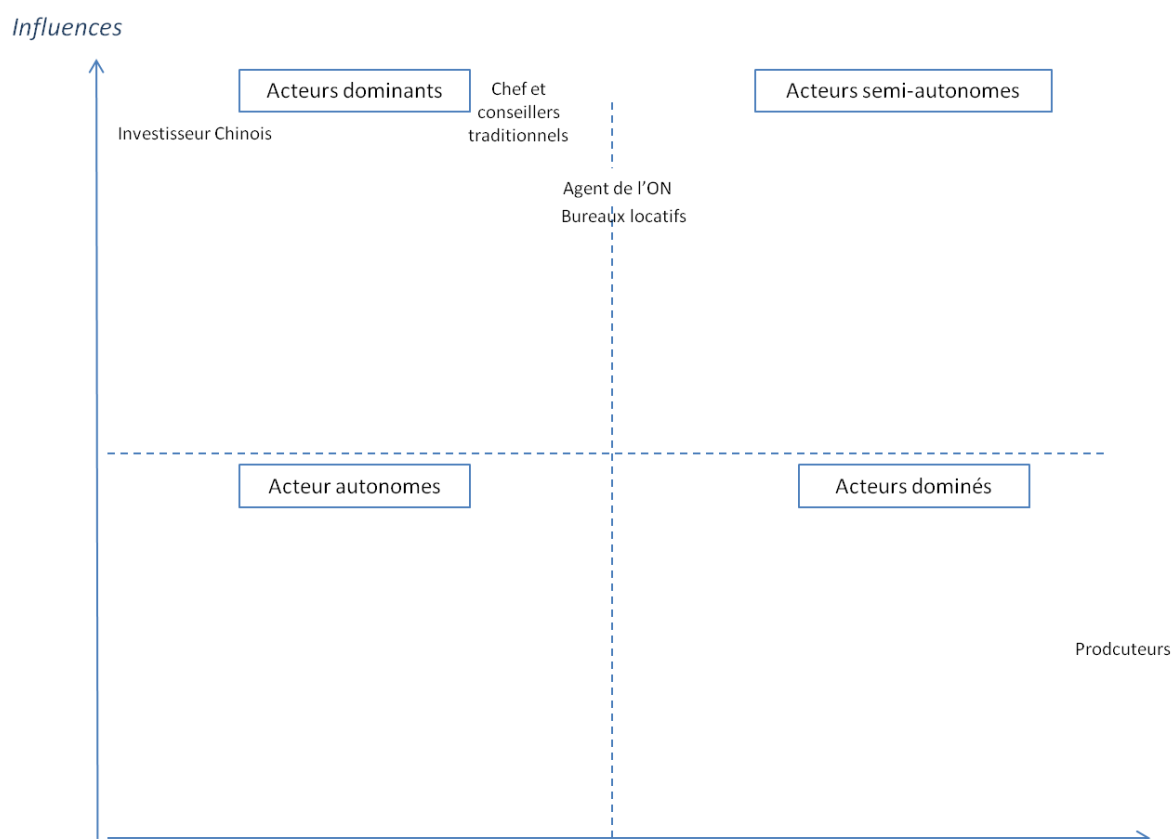 Influences
Acteurs dominants
Chef et
conseillers
traditionnels
Acteurs semi-autonomes
Investisseur Chinois
Agent de l'ON
Bureaux locatifs
Acteur autonomes
Acteurs dominés
Prodcuteurs